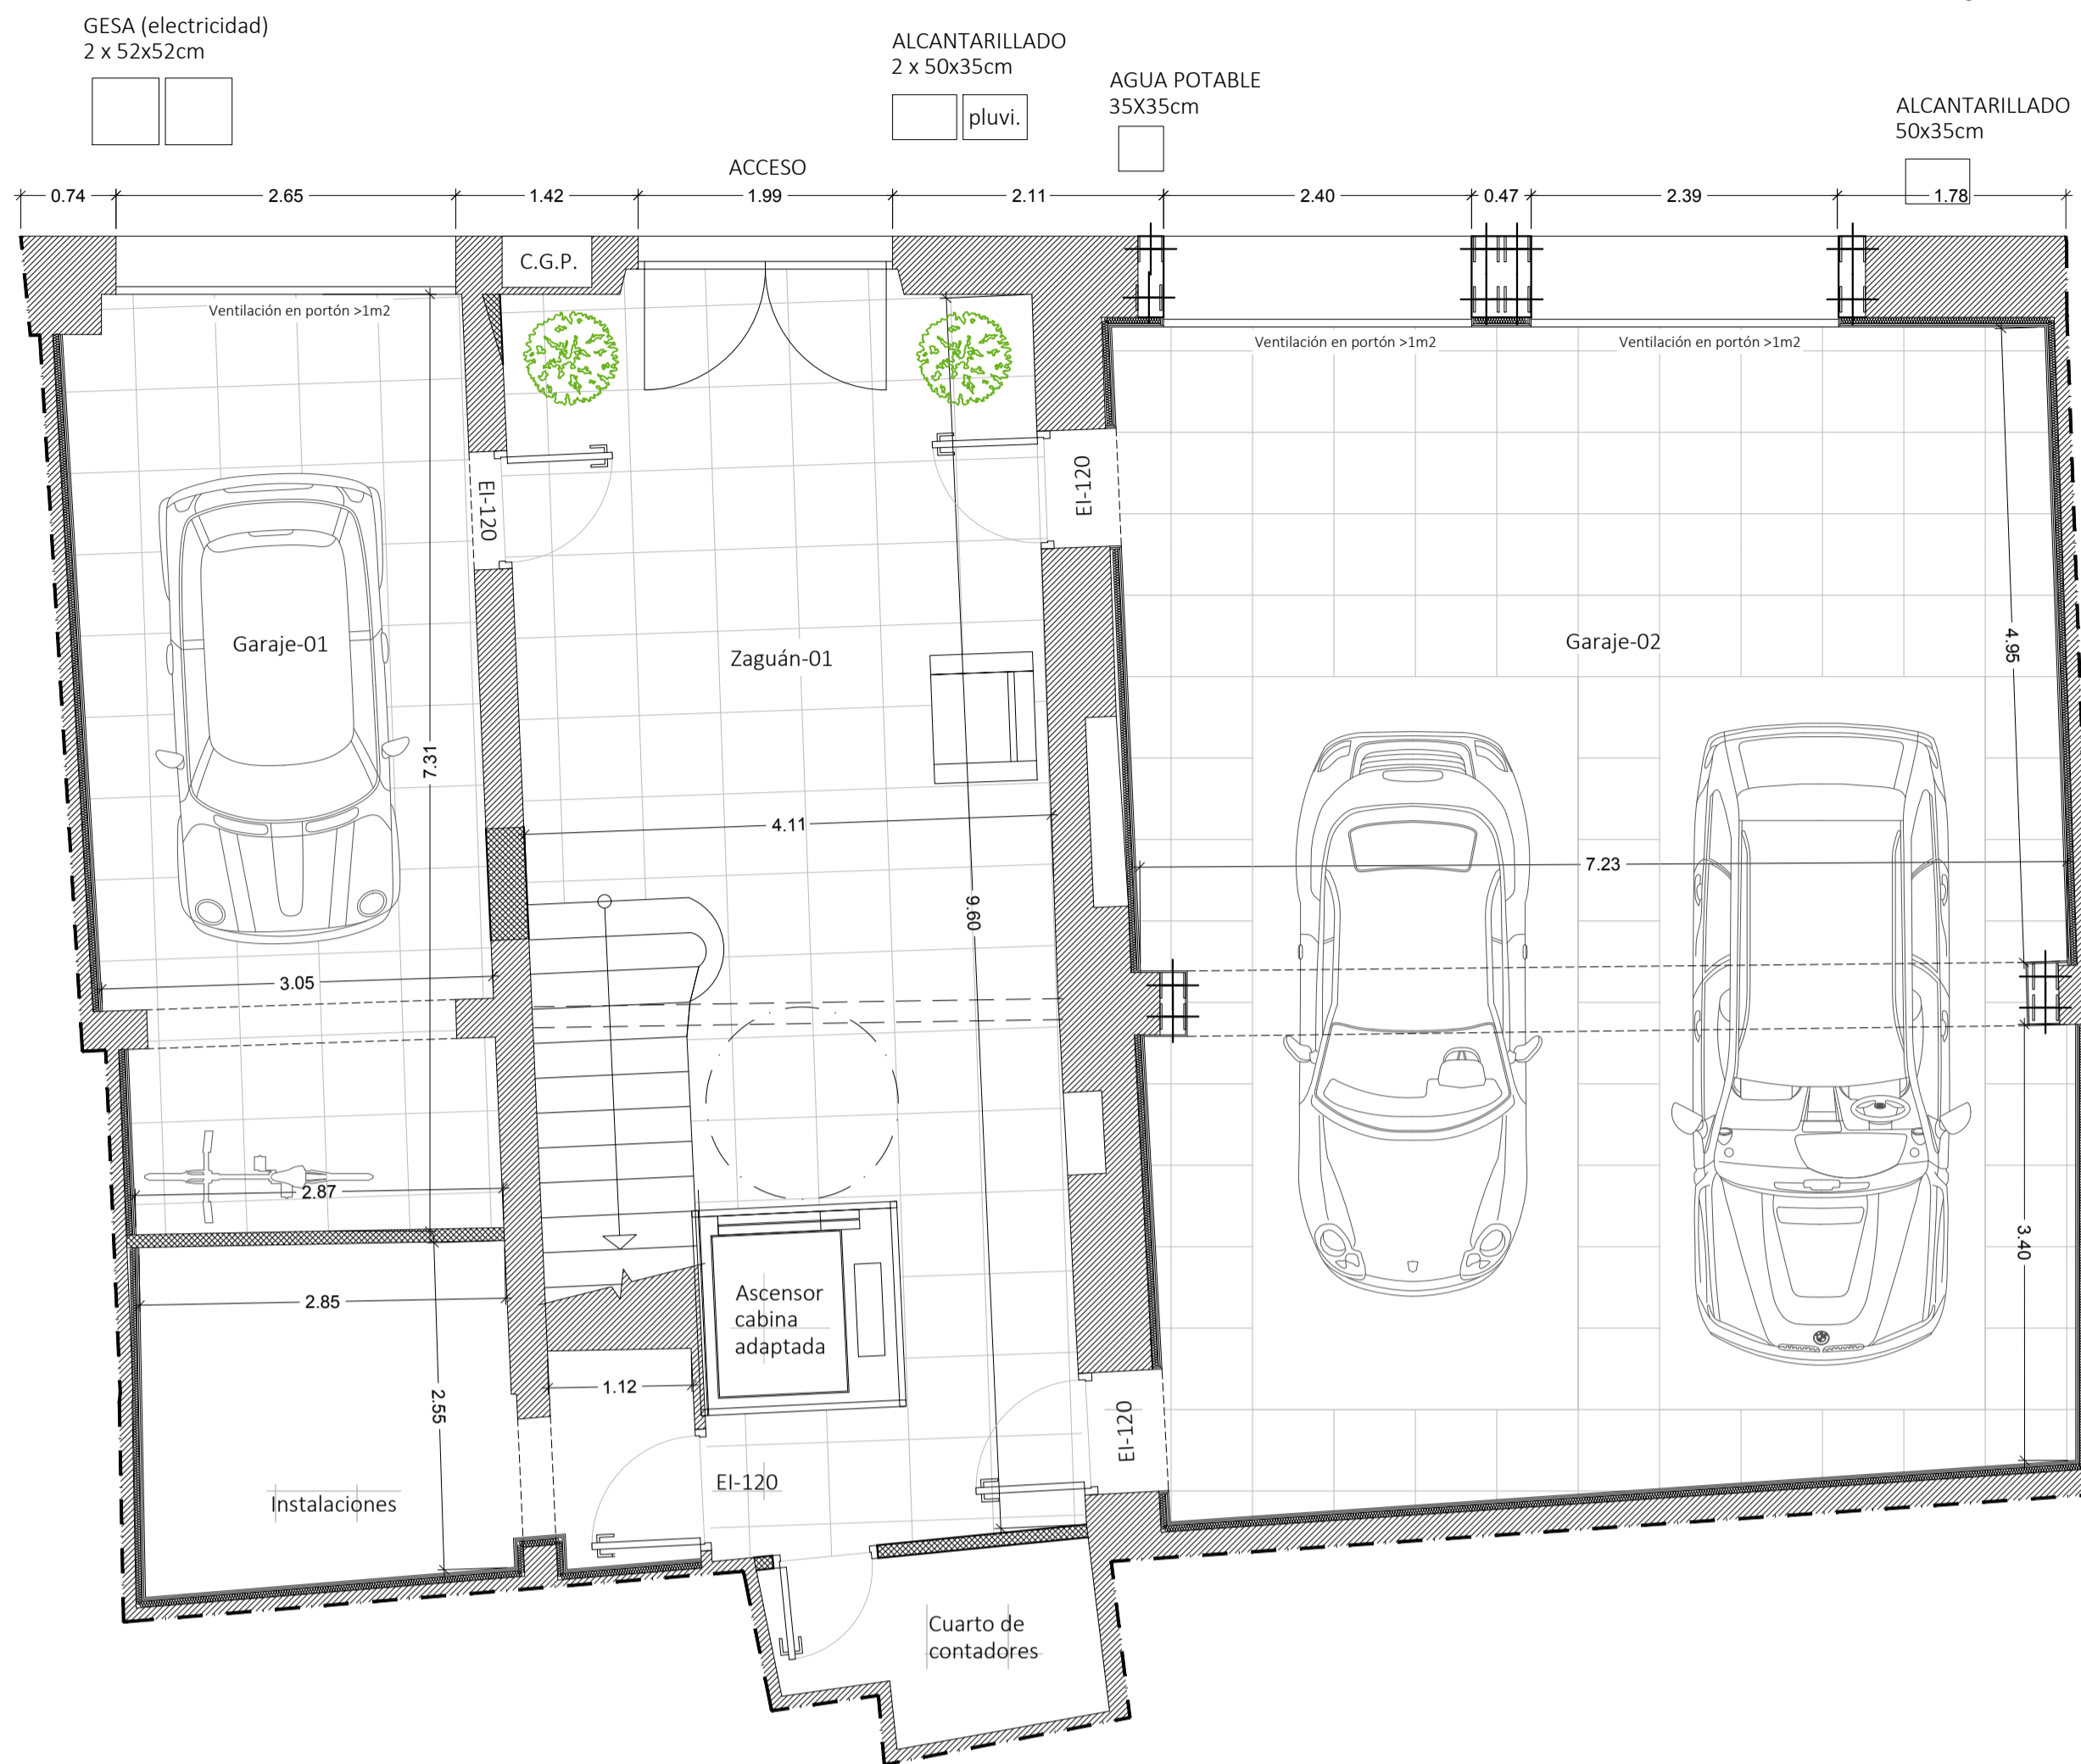 GESA (electricidad)
2 x 52x52cm
ALCANTARILLADO
2 x 50x35cm
pluvi.
AGUA POTABLE
35X35cm
ALCANTARILLADO
50x35cm
ACCESO
0.74
2.65
1.42
1.99
2.11
2.40
0.47
2.39
1.78
C.G.P.
Ventilación en portón >1m2
Ventilación en portón >1m2
Ventilación en portón >1m2
EI-120
EI-120
Garaje-01
Zaguán-01
Garaje-02
4.95
7.31
4.11
7.23
9.60
3.05
2.87
3.40
2.85
Ascensor
cabina
adaptada
1.12
2.55
EI-120
EI-120
Instalaciones
Cuarto de
contadores